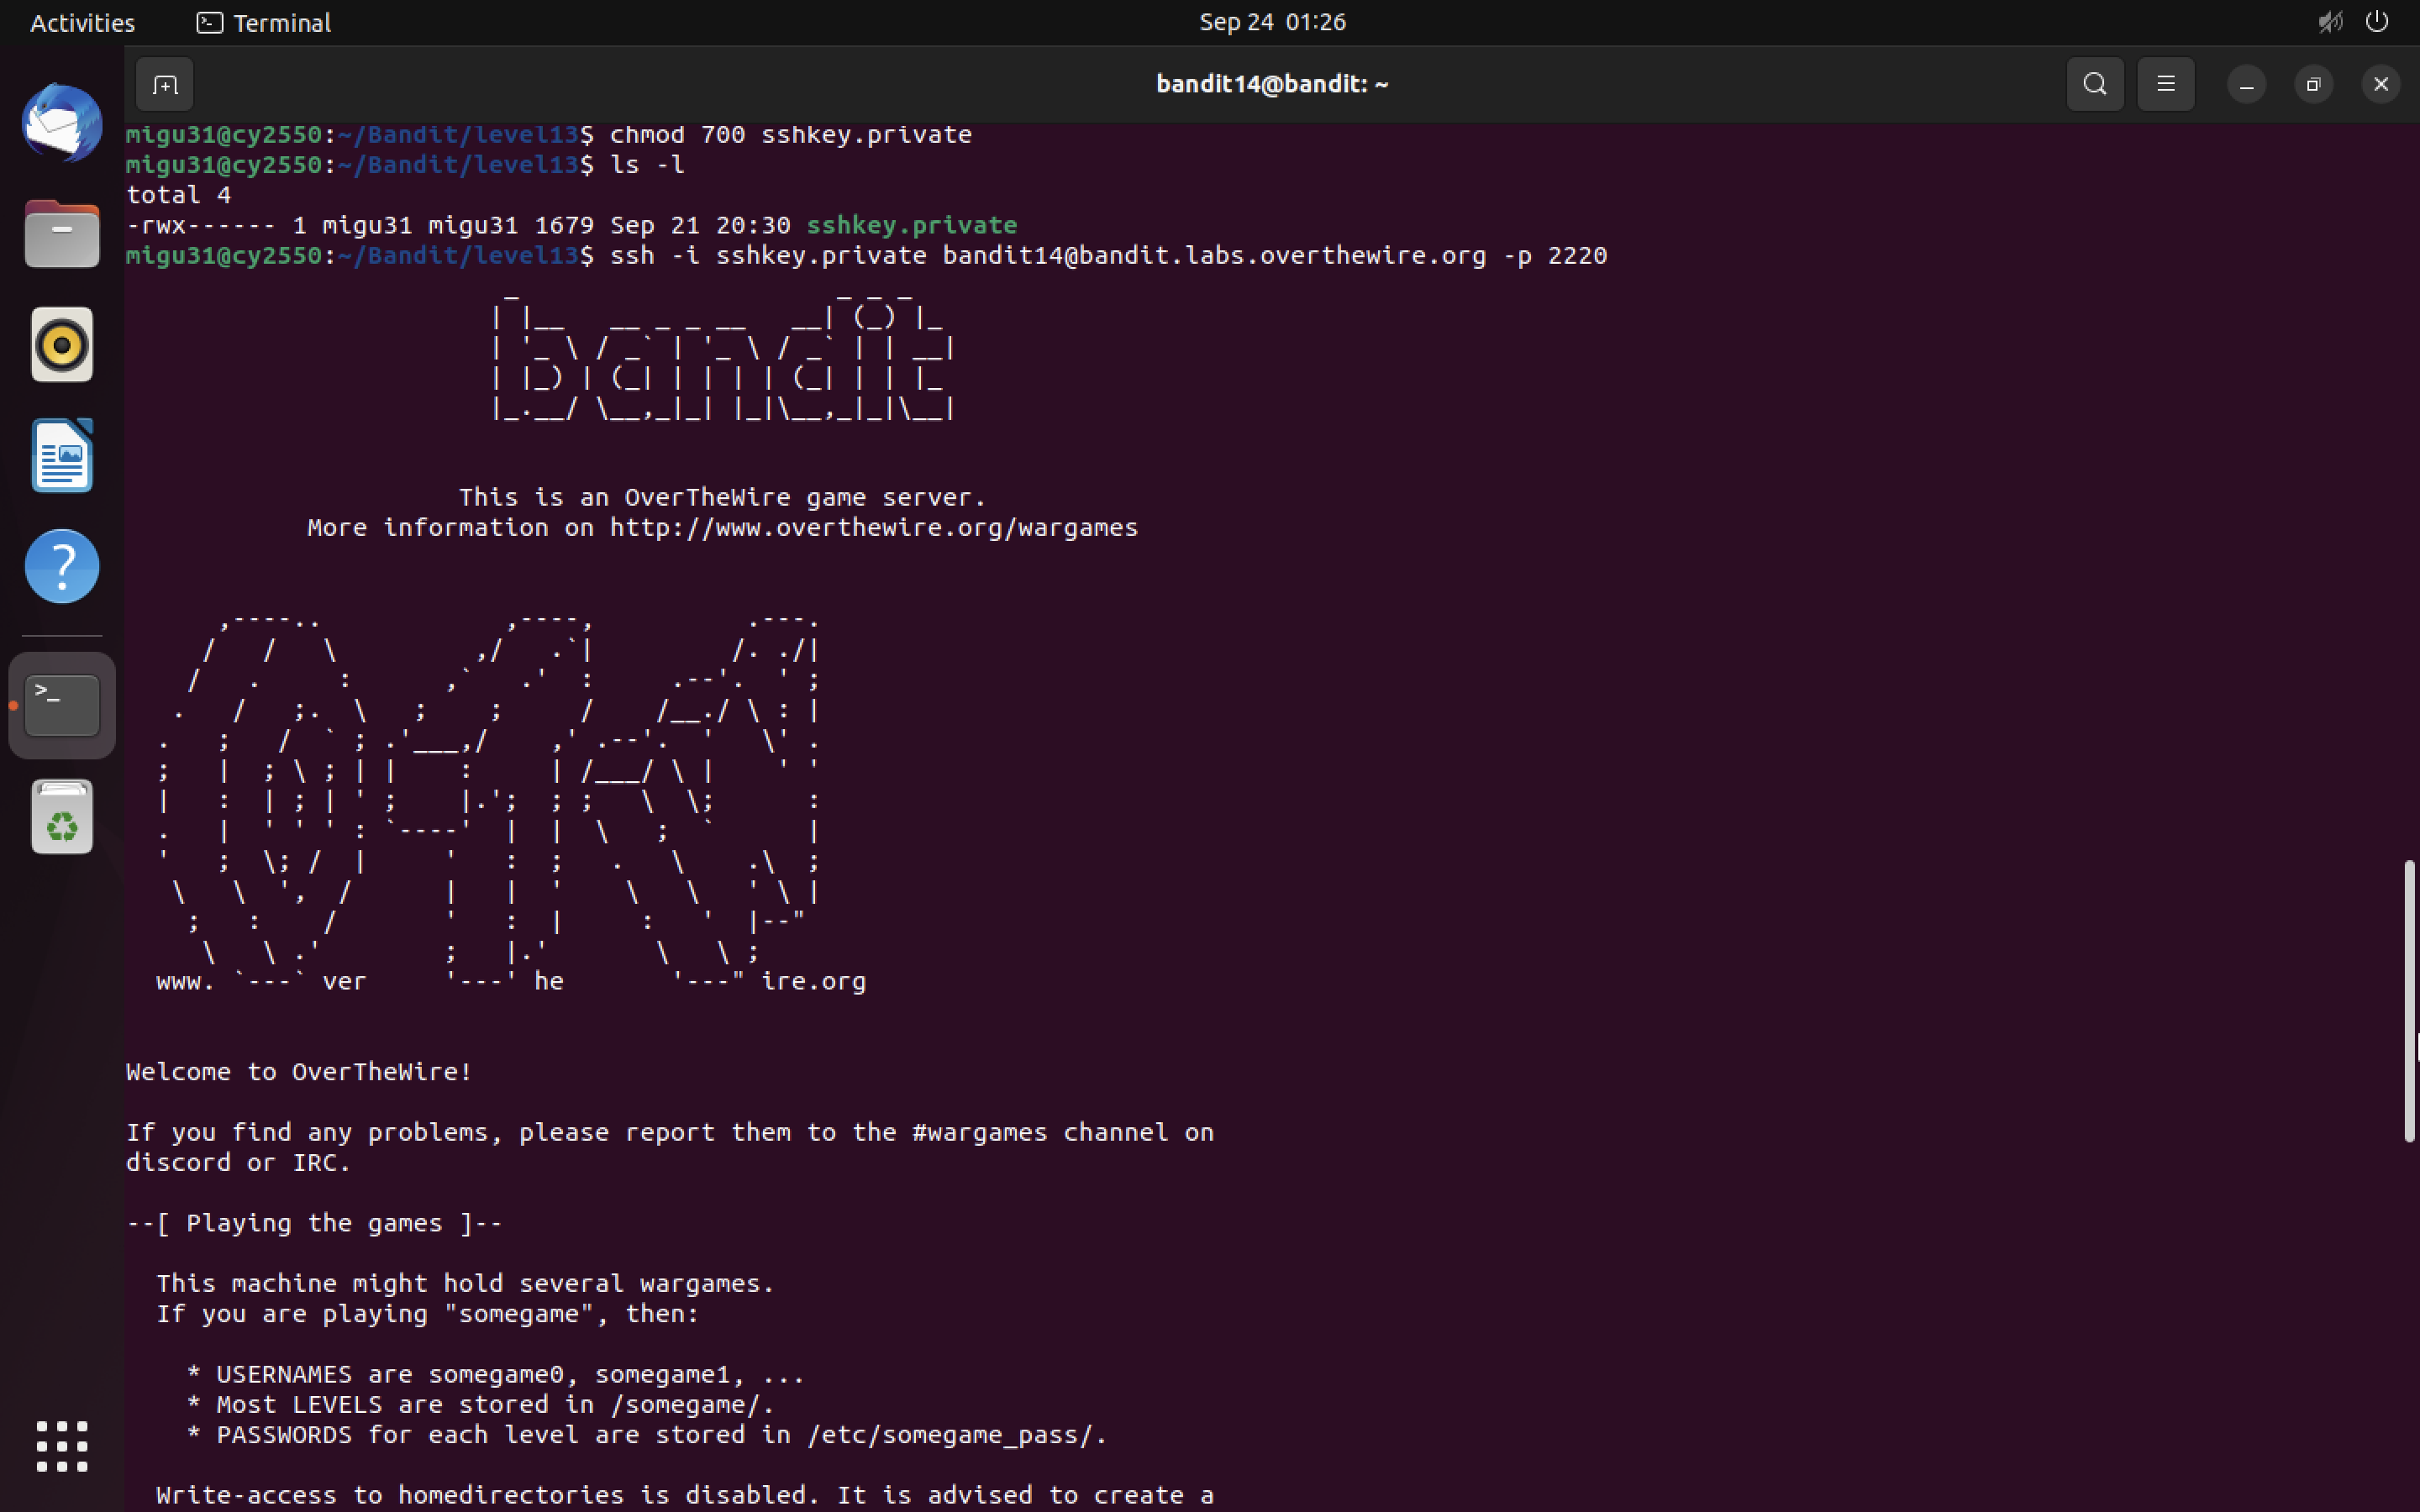 Activities Terminal Sep 24 01:26
bandit14@bandit: ~
migu31@cy2550:~/Bandit/level13$ chmod 700 sshkey.private
migu31@cy2550:~/Bandit/level13$ ls -l
total 4
-rwx------ 1 migu31 migu31 1679 Sep 21 20:30 sshkey.private
migu31@cy2550:~/Bandit/level13$ ssh -i sshkey.private bandit14@bandit.labs.overthewire.org -p 2220
bandit
This is an OverTheWire game server.
More information on http://www.overthewire.org/wargames
www. ver he ire.org
Welcome to OverTheWire!
If you find any problems, please report them to the #wargames channel on
discord or IRC.
--[ Playing the games ]--
This machine might hold several wargames.
If you are playing "somegame", then:
* USERNAMES are somegame0, somegame1, ...
* Most LEVELS are stored in /somegame/.
* PASSWORDS for each level are stored in /etc/somegame_pass/.
Write-access to homedirectories is disabled. It is advised to create a